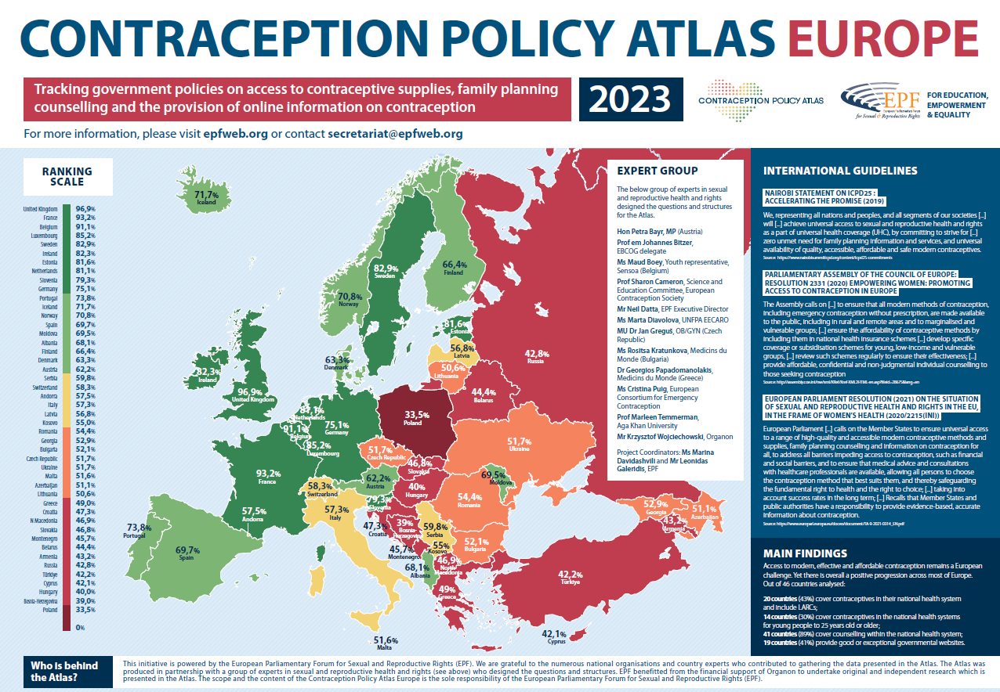 CONTRACEPTION POLICY ATLAS EUROPE
Tracking government policies on access to contraceptive supplies, family planning
counselling and the provision of online information on contraception
2023
CONTRACEPTION POLICY ATLAS
EPF
European Parliamentary Forum
for Sexual & Reproductive Rights
FOR EDUCATION,
EMPOWERMENT
& EQUALITY
For more information, please visit epfweb.org or contact secretariat@epfweb.org
RANKING
SCALE
United Kingdom 96,9%
France 93,2%
Belgium 91,1%
Luxembourg 85,2%
Sweden 82,9%
Ireland 82,3%
Estonia 81,6%
Netherlands 81,1%
Slovenia 79,3%
Germany 75,1%
Portugal 73,8%
Iceland 71,7%
Norway 70,8%
Spain 69,7%
Moldova 69,5%
Albania 68,1%
Finland 66,4%
Denmark 63,3%
Austria 62,2%
Serbia 59,8%
Switzerland 58,3%
Andorra 57,5%
Italy 57,3%
Latvia 56,8%
Kosovo 55,0%
Romania 54,4%
Georgia 52,9%
Bulgaria 52,1%
Czech Republic 51,7%
Ukraine 51,7%
Malta 51,6%
Azerbaijan 51,1%
Lithuania 50,6%
Greece 49,0%
Croatia 47,3%
N Macedonia 46,9%
Slovakia 46,8%
Montenegro 45,7%
Belarus 44,4%
Armenia 43,2%
Russia 42,8%
Türkiye 42,2%
Cyprus 42,1%
Hungary 40,0%
Bosnia-Herzegovina 39,0%
Poland 33,5%
0%
71,7%
Iceland
82,9%
Sweden
66,4%
Finland
70,8%
Norway
81,6%
Estonia
56,8%
Latvia
63,3%
Denmark
50,6%
Lithuania
42,8%
Russia
82,3%
Ireland
96,9%
United Kingdom
Netherlands
44,4%
Belarus
33,5%
Poland
75,1%
Germany
91,1%
Belgium
85,2%
Luxembourg
51,7%
Czech Republic
51,7%
Ukraine
46,8%
Slovakia
93,2%
France
62,2%
Austria
69,5%
Moldova
58,3%
Switzerland
40%
Hungary
79,3%
Slovenia
54,4%
Romania
57,5%
Andorra
57,3%
Italy
47,3%
Croatia
39%
Bosnia-
Herzegovina
59,8%
Serbia
52,9%
Georgia
51,1%
Azerbaijan
43,2%
Armenia
73,8%
Portugal
69,7%
Spain
45,7%
Montenegro
55%
Kosovo
52,1%
Bulgaria
68,1%
Albania
46,9%
North
Macedonia
42,2%
Türkiye
49%
Greece
51,6%
Malta
42,1%
Cyprus
EXPERT GROUP
The below group of experts in sexual
and reproductive health and rights
designed the questions and structures
for the Atlas.
Hon Petra Bayr, MP (Austria)
Prof em Johannes Bitzer,
EBCOG delegate
Ms Maud Boey, Youth representative,
Sensoa (Belgium)
Prof Sharon Cameron, Science and
Education Committee, European
Contraception Society
Mr Neil Datta, EPF Executive Director
Ms Marta Diavolova, UNFPA EECARO
MU Dr Jan Greguš, OB/GYN (Czech
Republic)
Ms Rositsa Kratunkova, Medicins du
Monde (Bulgaria)
Dr Georgios Papadomanolakis,
Medicins du Monde (Greece)
Ms Cristina Puig, European
Consortium for Emergency
Contraception
Prof Marleen Temmerman,
Aga Khan University
Mr Krzysztof Wojciechowski, Organon
Project Coordinators: Ms Marina
Davidashvili and Mr Leonidas
Galeridis, EPF
INTERNATIONAL GUIDELINES
NAIROBI STATEMENT ON ICPD25 :
ACCELERATING THE PROMISE (2019)
We, representing all nations and peoples, and all segments of our societies [...]
will [...] achieve universal access to sexual and reproductive health and rights
as a part of universal health coverage (UHC), by committing to strive for [...]
zero unmet need for family planning information and services, and universal
availability of quality, accessible, affordable and safe modern contraceptives.
Source: https://www.nairobisummiticpd.org/content/icpd25-commitments
PARLIAMENTARY ASSEMBLY OF THE COUNCIL OF EUROPE:
RESOLUTION 2331 (2020) EMPOWERING WOMEN: PROMOTING
ACCESS TO CONTRACEPTION IN EUROPE
The Assembly calls on [...] to ensure that all modern methods of contraception,
including emergency contraception without prescription, are made available
to the public, including in rural and remote areas and to marginalised and
vulnerable groups; [...] ensure the affordability of contraceptive methods by
including them in national health insurance schemes [...] develop specific
coverage or subsidisation schemes for young, low-income and vulnerable
groups, [...] review such schemes regularly to ensure their effectiveness; [...]
provide affordable, confidential and non-judgmental individual counselling to
those seeking contraception
EUROPEAN PARLIAMENT RESOLUTION (2021) ON THE SITUATION
OF SEXUAL AND REPRODUCTIVE HEALTH AND RIGHTS IN THE EU,
IN THE FRAME OF WOMEN'S HEALTH (2020/2215(INI))
European Parliament [...] calls on the Member States to ensure universal access
to a range of high-quality and accessible modern contraceptive methods and
supplies, family planning counselling and information on contraception for
all, to address all barriers impeding access to contraception, such as financial
and social barriers, and to ensure that medical advice and consultations
with healthcare professionals are available, allowing all persons to choose
the contraception method that best suits them, and thereby safeguarding
the fundamental right to health and the right to choice; [...] taking into
account success rates in the long term; [...] Recalls that Member States and
public authorities have a responsibility to provide evidence-based, accurate
information about contraception.
Source: https://www.europarl.europa.eu/doceo/document/TA-9-2021-0314_EN.pdf
MAIN FINDINGS
Access to modern, effective and affordable contraception remains a European
challenge. Yet there is overall a positive progression across most of Europe.
Out of 46 countries analysed:
20 countries (43%) cover contraceptives in their national health system
and include LARCs;
14 countries (30%) cover contraceptives in the national health systems
for young people to 25 years old or older;
41 countries (89%) cover counselling within the national health system;
19 countries (41%) provide good or exceptional governmental websites.
Who is behind
the Atlas?
This initiative is powered by the European Parliamentary Forum for Sexual and Reproductive Rights (EPF). We are grateful to the numerous national organisations and country experts who contributed to gathering the data presented in the Atlas. The Atlas was
produced in partnership with a group of experts in sexual and reproductive health and rights (see above) who designed the questions and structures. EPF benefitted from the financial support of Organon to undertake original and independent research which is
presented in the Atlas. The scope and the content of the Contraception Policy Atlas Europe is the sole responsibility of the European Parliamentary Forum for Sexual and Reproductive Rights (EPF).